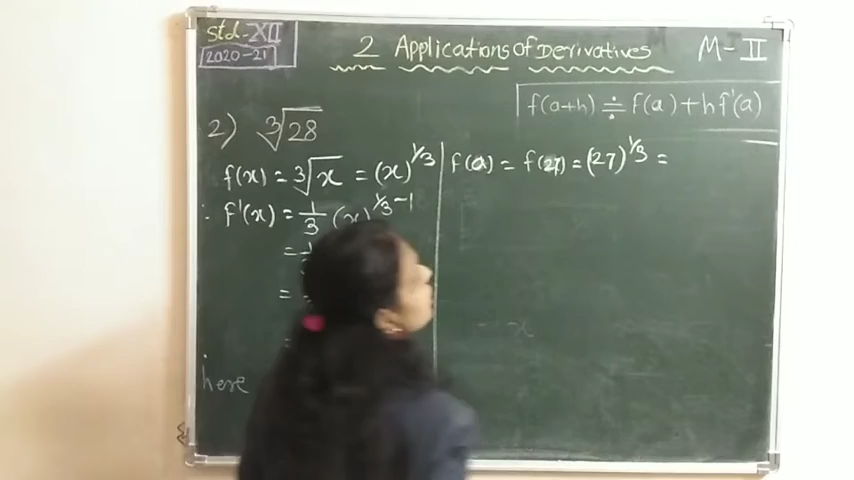 Std-XII
2020-21
2 Applications of Derivatives
M-II
f(a+h) ≑ f(a)+hf'(a)
2) ∛28
f(x) = ∛x = (x)^1/3
∴ f'(x) = 1/3 (x)^1/3-1
=
=
=
here
f(a) = f(27) = (27)^1/3 =